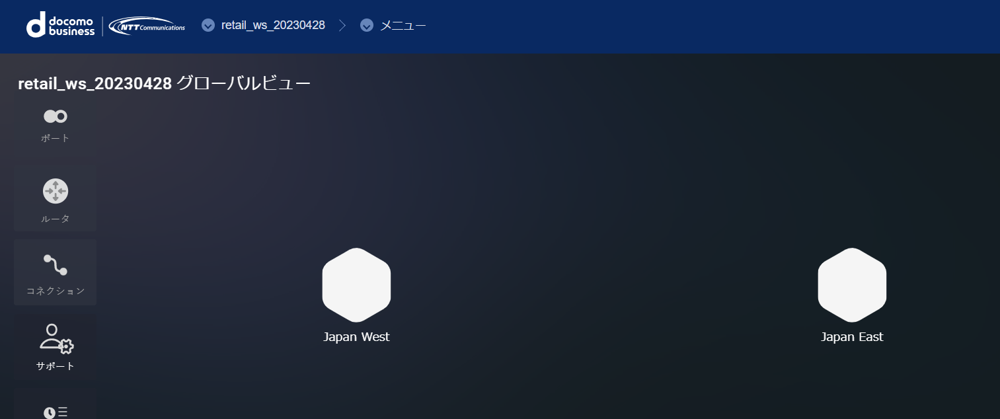 docomo business NTT Communications retail_ws_20230428 メニュー
retail_ws_20230428 グローバルビュー
ポート
ルータ
コネクション
Japan West
Japan East
サポート